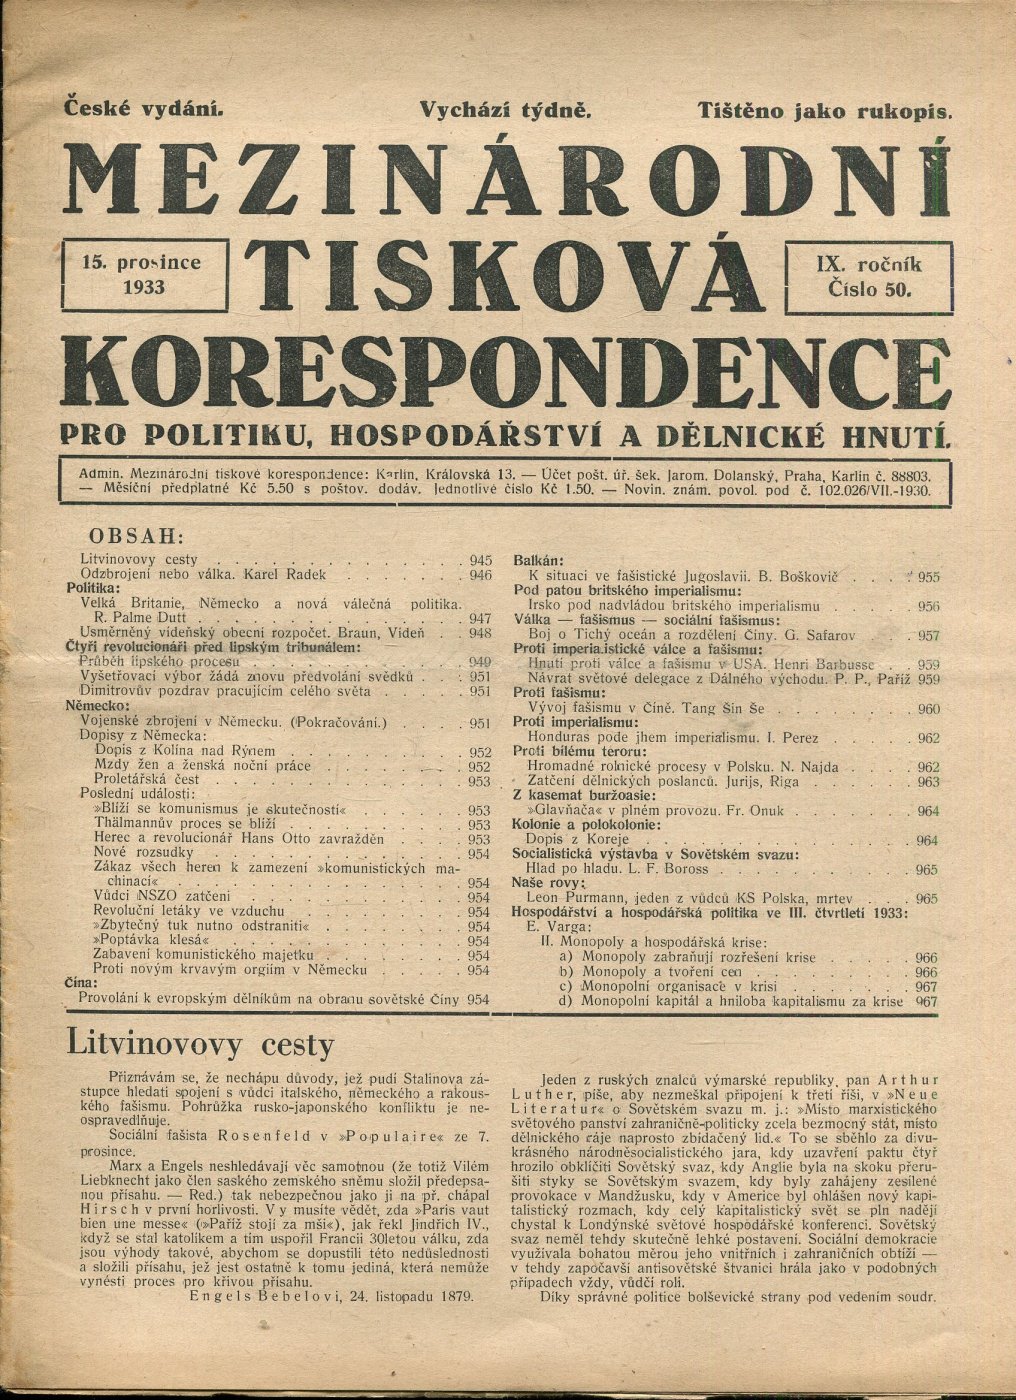 České vydání. Vychází týdně. Tištěno jako rukopis.
MEZINÁRODNÍ
15. prosince
1933
TISKOVÁ
IX. ročník
Číslo 50.
KORESPONDENCE
PRO POLITIKU, HOSPODÁŘSTVÍ A DĚLNICKÉ HNUTÍ.
Admin. Mezinárodní tiskové korespondence: Karlín, Královská 13. — Účet pošt. úř. šek. Jarom. Dolanský, Praha, Karlín č. 88803.
— Měsíční předplatné Kč 5.50 s poštov. dodáv. Jednotlivé číslo Kč 1.50. — Novin. znám. povol. pod č. 102.026/VII.-1930.
OBSAH:
Litvinovovy cesty . . . . . . . . . . . . . . 945
Odzbrojení nebo válka. Karel Radek . . . . . . . 946
Politika:
Velká Britanie, Německo a nová válečná politika.
R. Palme Dutt . . . . . . . . . . . . . . 947
Usměrněný vídeňský obecní rozpočet. Braun, Vídeň . . 948
Čtyři revolucionáři před lipským tribunálem:
Průběh lipského procesu . . . . . . . . . . . 949
Vyšetřovací výbor žádá znovu předvolání svědků . . . 951
Dimitrovův pozdrav pracujícím celého světa . . . . . 951
Německo:
Vojenské zbrojení v Německu. (Pokračování.) . . . . 951
Dopisy z Německa:
Dopis z Kolína nad Rýnem . . . . . . . . . 952
Mzdy žen a ženská noční práce . . . . . . . 952
Proletářská čest . . . . . . . . . . . . . 953
Poslední události:
»Blíží se komunismus je skutečností« . . . . . . 953
Thälmannův proces se blíží . . . . . . . . . 953
Herec a revolucionář Hans Otto zavražděn . . . . 953
Nové rozsudky . . . . . . . . . . . . . . 954
Zákaz všech heren k zamezení »komunistických ma-
chinací« . . . . . . . . . . . . . . . 954
Vůdci NSZO zatčeni . . . . . . . . . . . . 954
Revoluční letáky ve vzduchu . . . . . . . . . 954
»Zbytečný tuk nutno odstraniti« . . . . . . . . 954
»Poptávka klesá« . . . . . . . . . . . . . 954
Zabavení komunistického majetku . . . . . . . 954
Proti novým krvavým orgiím v Německu . . . . . 954
Čína:
Provolání k evropským dělníkům na obranu sovětské Číny 954
Balkán:
K situaci ve fašistické Jugoslavii. B. Boškovič . . . . 955
Pod patou britského imperialismu:
Irsko pod nadvládou britského imperialismu . . . . . 956
Válka — fašismus — sociální fašismus:
Boj o Tichý oceán a rozdělení Číny. G. Safarov . . . 957
Proti imperialistické válce a fašismu:
Hnutí proti válce a fašismu v USA. Henri Barbusse . . 959
Návrat světové delegace z Dálného východu. P. P., Paříž 959
Proti fašismu:
Vývoj fašismu v Číně. Tang Šin Še . . . . . . . . 960
Proti imperialismu:
Honduras pode jhem imperialismu. I. Perez . . . . . 962
Proti bílému teroru:
Hromadné rolnické procesy v Polsku. N. Najda . . . . 962
Zatčení dělnických poslanců. Jurijs, Riga . . . . . . 963
Z kasemat buržoasie:
»Glavňača« v plném provozu. Fr. Onuk . . . . . . . 964
Kolonie a polokolonie:
Dopis z Koreje . . . . . . . . . . . . . . . 964
Socialistická výstavba v Sovětském svazu:
Hlad po hladu. L. F. Boross . . . . . . . . . . . 965
Naše rovy:
Leon Purmann, jeden z vůdců KS Polska, mrtev . . . 965
Hospodářství a hospodářská politika ve III. čtvrtletí 1933:
E. Varga:
II. Monopoly a hospodářská krise:
a) Monopoly zabraňují rozřešení krise . . . . . 966
b) Monopoly a tvoření cen . . . . . . . . . 966
c) Monopolní organisace v krisi . . . . . . . 967
d) Monopolní kapitál a hniloba kapitalismu za krise 967
Litvinovovy cesty
Přiznávám se, že nechápu důvody, jež pudí Stalinova zá-
stupce hledati spojení s vůdci italského, německého a rakous-
kého fašismu. Pohrůžka rusko-japonského konfliktu je ne-
ospravedlňuje.
Sociální fašista Rosenfeld v »Populaire« ze 7.
prosince.
Marx a Engels neshledávají věc samotnou (že totiž Vilém
Liebknecht jako člen saského zemského sněmu složil předepsa-
nou přísahu. — Red.) tak nebezpečnou jako ji na př. chápal
Hirsch v první horlivosti. Vy musíte vědět, zda »Paris vaut
bien une messe« (»Paříž stojí za mši«), jak řekl Jindřich IV.,
když se stal katolíkem a tím uspořil Francii 30letou válku, zda
jsou výhody takové, abychom se dopustili této nedůslednosti
a složili přísahu, jež jest ostatně k tomu jediná, která nemůže
vynésti proces pro křivou přísahu.
Engels Bebelovi, 24. listopadu 1879.
Jeden z ruských znalců výmarské republiky, pan Arthur
Luther, píše, aby nezmeškal připojení k třetí říši, v »Neue
Literatur« o Sovětském svazu m. j.: »Místo marxistického
světového panství zahraničně-politicky zcela bezmocný stát, místo
dělnického ráje naprosto zbídačený lid.« To se sběhlo za divu-
krásného národněsocialistického jara, kdy uzavření paktu čtyř
hrozilo obklíčiti Sovětský svaz, kdy Anglie byla na skoku přeru-
šiti styky se Sovětským svazem, kdy byly zahájeny zesílené
provokace v Mandžusku, kdy v Americe byl ohlášen nový kapi-
talistický rozmach, kdy celý kapitalistický svět se pln nadějí
chystal k Londýnské světové hospodářské konferenci. Sovětský
svaz neměl tehdy skutečně lehké postavení. Sociální demokracie
využívala bohatou měrou jeho vnitřních i zahraničních obtíží —
v tehdy započavší antisovětské štvanici hrála jako v podobných
případech vždy, vůdčí roli.
Díky správné politice bolševické strany pod vedením soudr.